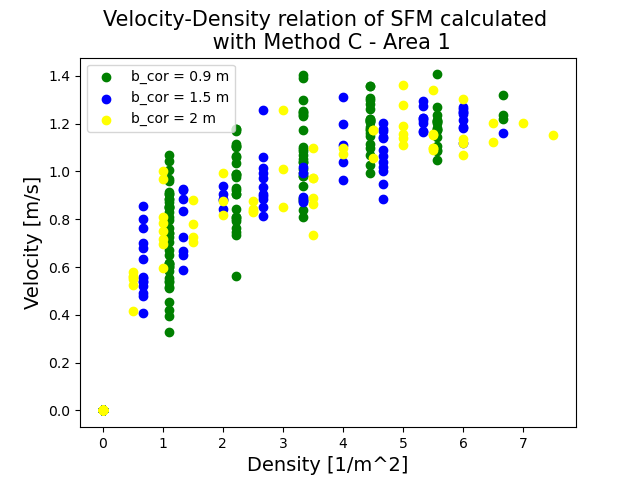 Velocity-Density relation of SFM calculated
with Method C - Area 1
b_cor = 0.9 m
b_cor = 1.5 m
b_cor = 2 m
Velocity [m/s]
1.4
1.2
1.0
0.8
0.6
0.4
0.2
0.0
0 1 2 3 4 5 6 7
Density [1/m^2]